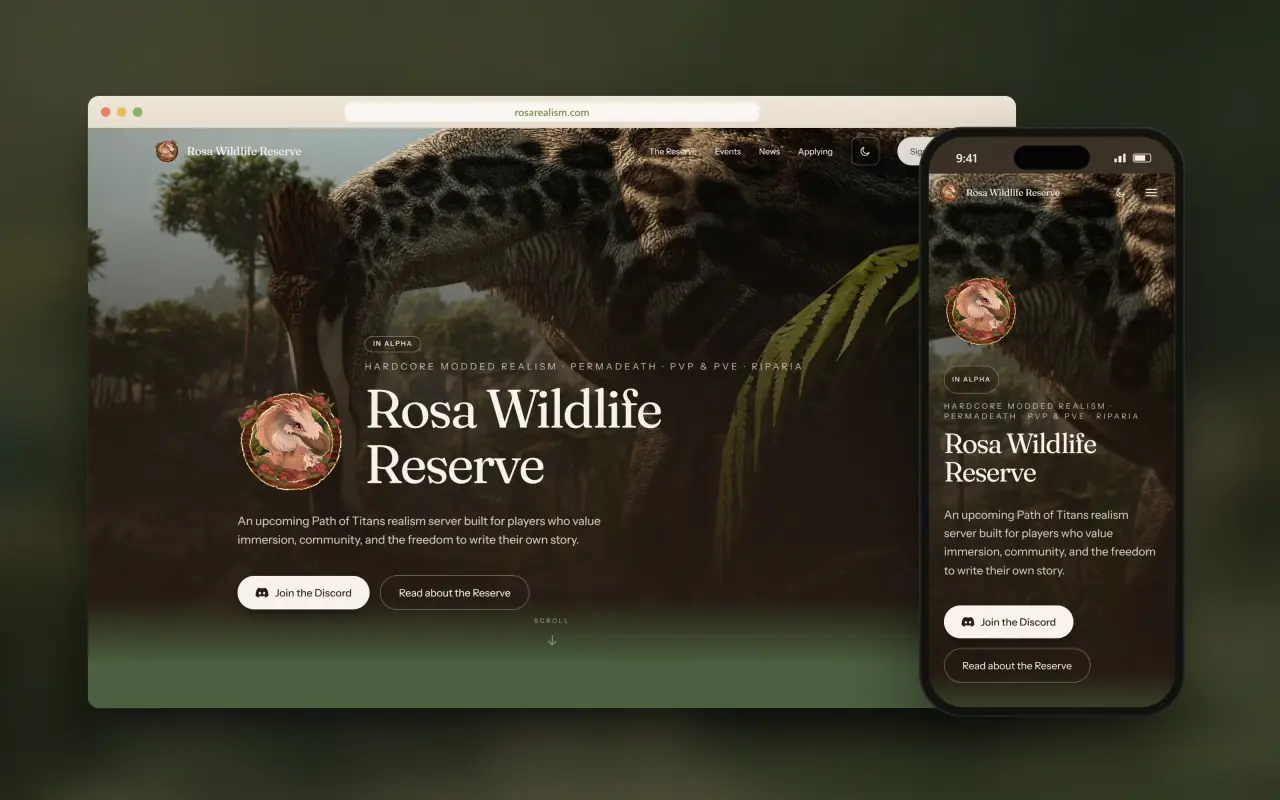 rosarealism.com
Rosa Wildlife Reserve
The Reserve Events News Applying
IN ALPHA
HARDCORE MODDED REALISM · PERMADEATH · PVP & PVE · RIPARIA
Rosa Wildlife
Reserve
An upcoming Path of Titans realism server built for players who value
immersion, community, and the freedom to write their own story.
Join the Discord
Read about the Reserve
SCROLL
9:41
Rosa Wildlife Reserve
IN ALPHA
HARDCORE MODDED REALISM ·
PERMADEATH · PVP & PVE · RIPARIA
Rosa Wildlife
Reserve
An upcoming Path of Titans realism
server built for players who value
immersion, community, and the freedom
to write their own story.
Join the Discord
Read about the Reserve